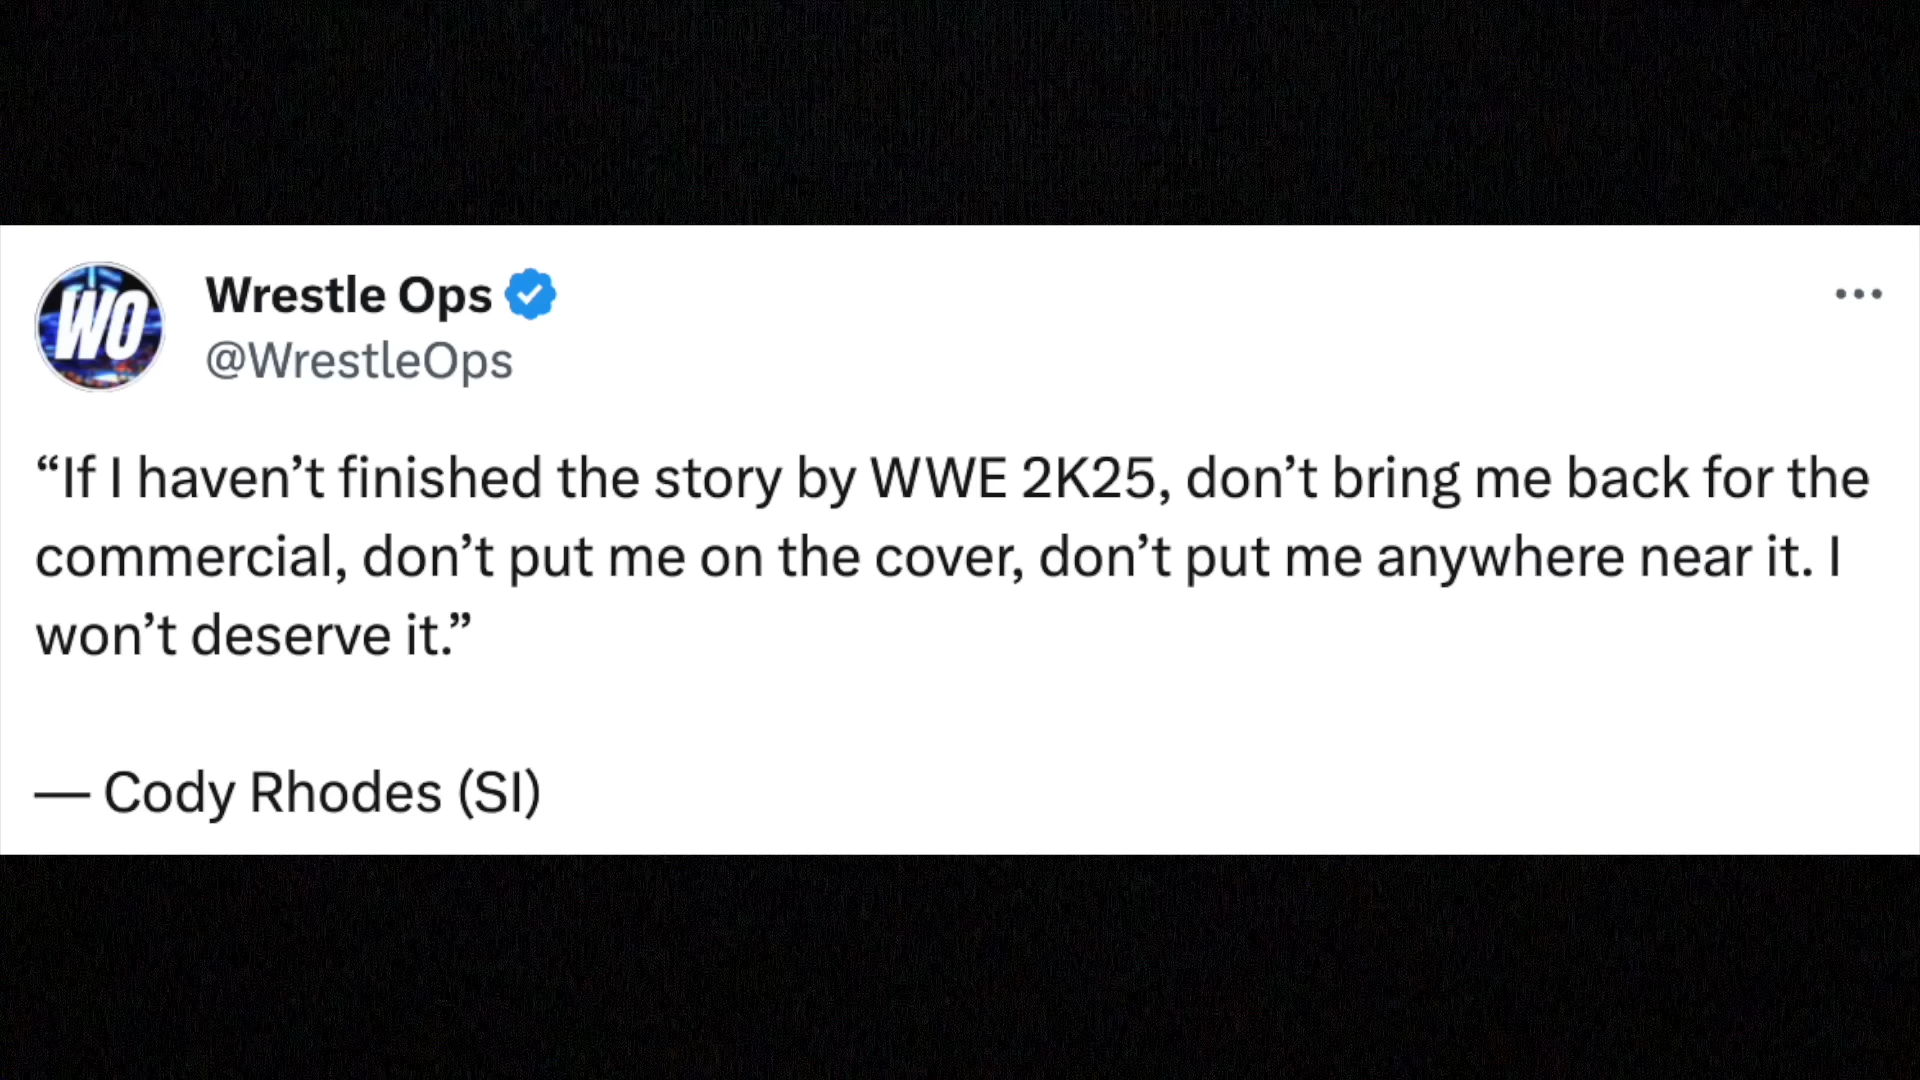 WO
Wrestle Ops
@WrestleOps
“If I haven’t finished the story by WWE 2K25, don’t bring me back for the
commercial, don’t put me on the cover, don’t put me anywhere near it. I
won’t deserve it.”
— Cody Rhodes (SI)